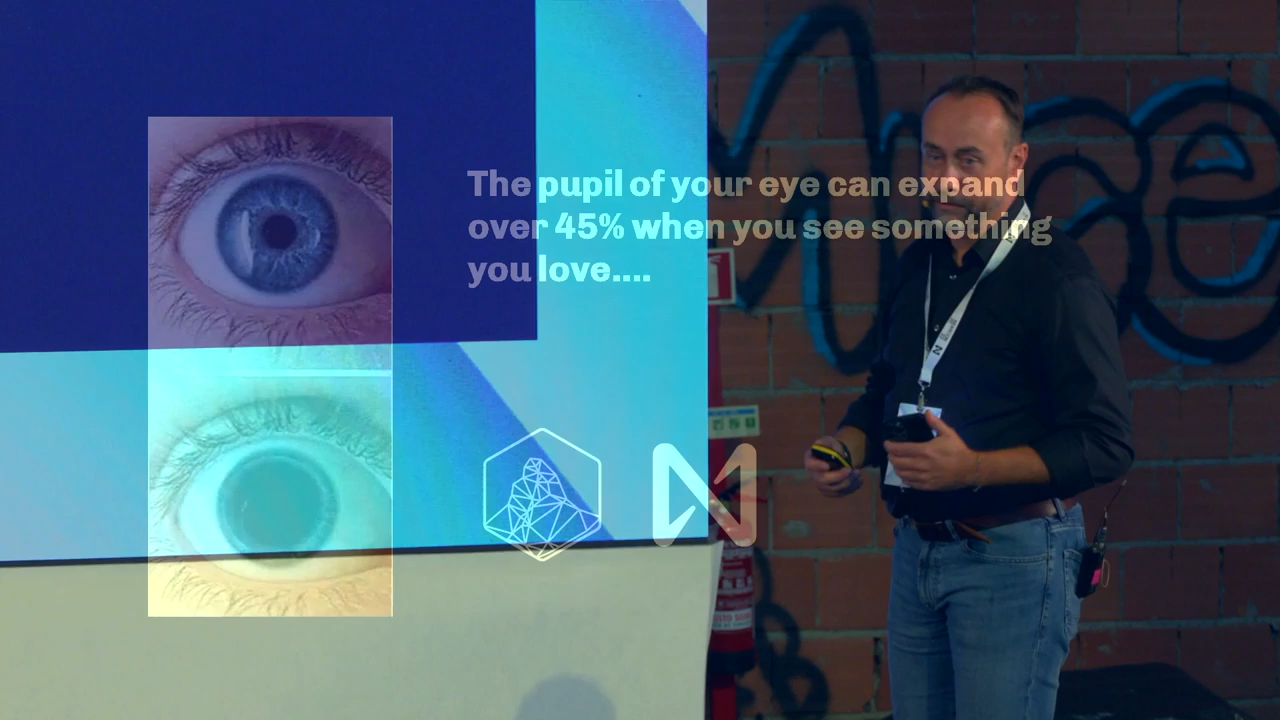 The pupil of your eye can expand
over 45% when you see something
you love....